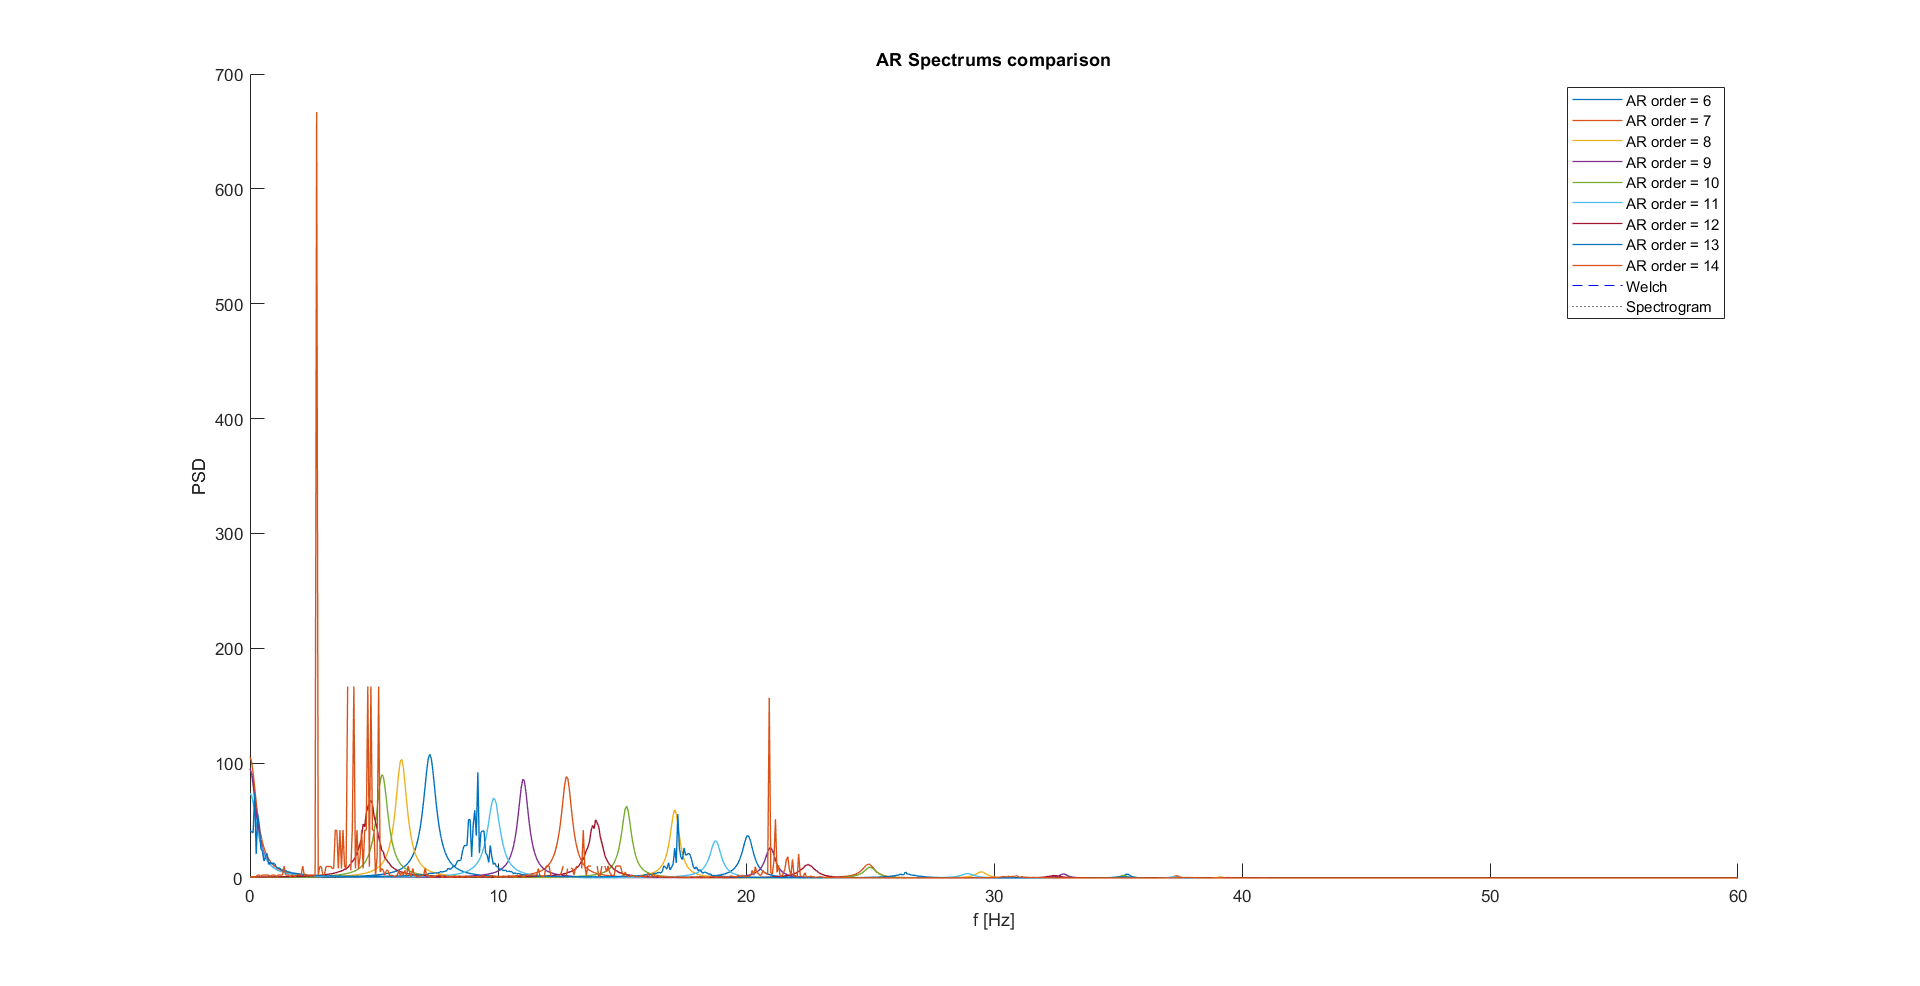 AR Spectrums comparison
700
600
500
400
300
200
100
0
PSD
0 10 20 30 40 50 60
f [Hz]
AR order = 6
AR order = 7
AR order = 8
AR order = 9
AR order = 10
AR order = 11
AR order = 12
AR order = 13
AR order = 14
Welch
Spectrogram